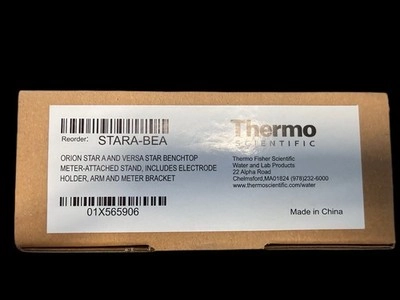 Reorder: STARA-BEA
Thermo
SCIENTIFIC
ORION STAR A AND VERSA STAR BENCHTOP
METER-ATTACHED STAND, INCLUDES ELECTRODE
HOLDER, ARM AND METER BRACKET
Thermo Fisher Scientific
Water and Lab Products
22 Alpha Road
Chelmsford,MA01824 (978)232-6000
www.thermoscientific.com/water
01X565906
Made in China